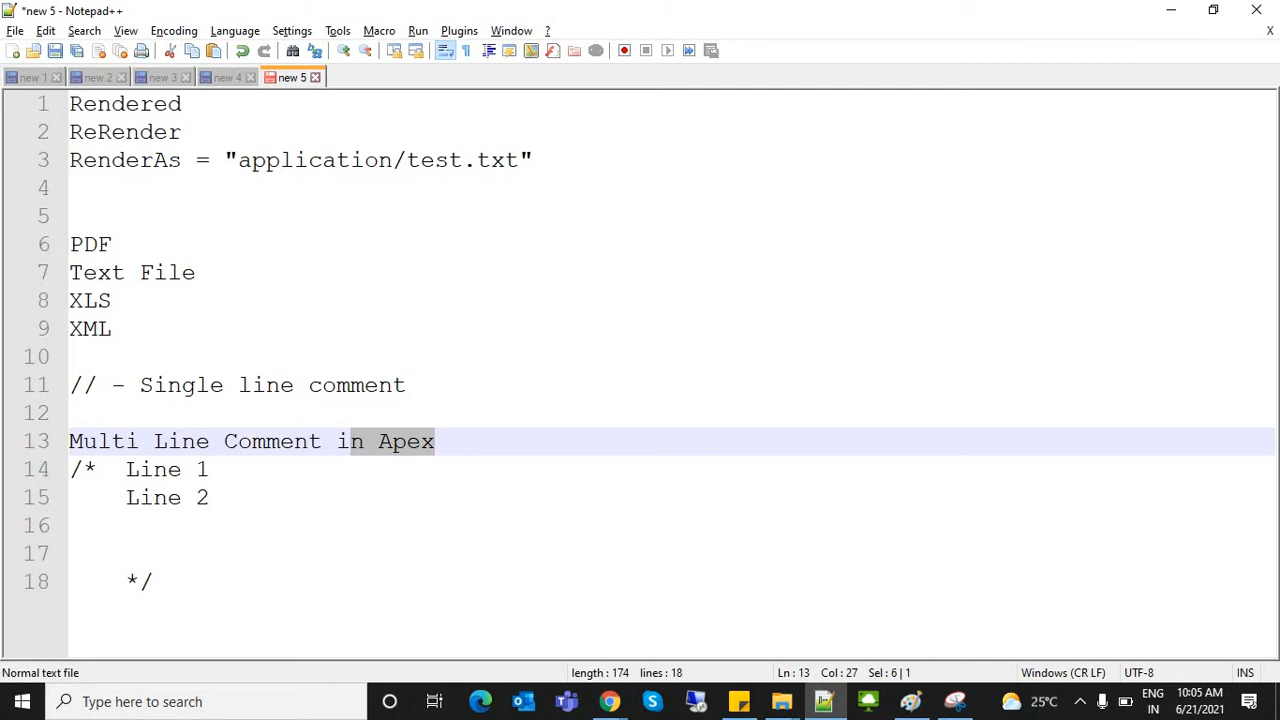 *new 5 - Notepad++
File Edit Search View Encoding Language Settings Tools Macro Run Plugins Window ? X
new 1 new 2 new 3 new 4 new 5
1 Rendered
2 ReRender
3 RenderAs = "application/test.txt"
4
5
6 PDF
7 Text File
8 XLS
9 XML
10
11 // - Single line comment
12
13 Multi Line Comment in Apex
14 /* Line 1
15 Line 2
16
17
18 */
Normal text file length : 174 lines : 18 Ln : 13 Col : 27 Sel : 6 | 1 Windows (CR LF) UTF-8 INS
Type here to search 25°C ENG 10:05 AM
IN 6/21/2021